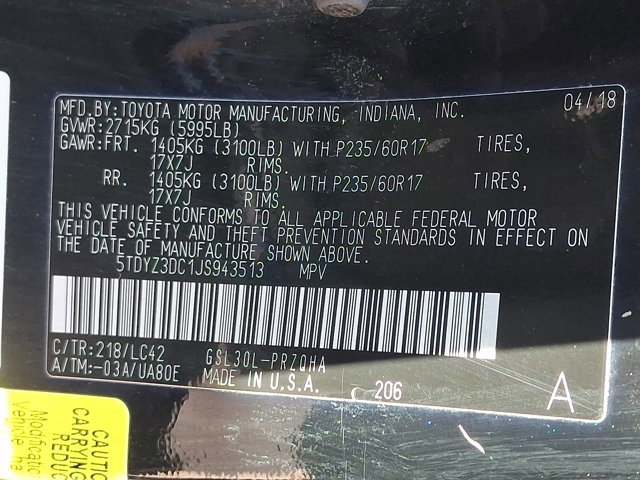 MFD.BY:TOYOTA MOTOR MANUFACTURING, INDIANA, INC. 04/18
GVWR:2715KG (5995LB)
GAWR:FRT. 1405KG (3100LB) WITH P235/60R17 TIRES,
17X7J RIMS.
RR. 1405KG (3100LB) WITH P235/60R17 TIRES,
17X7J RIMS.
THIS VEHICLE CONFORMS TO ALL APPLICABLE FEDERAL MOTOR
VEHICLE SAFETY AND THEFT PREVENTION STANDARDS IN EFFECT ON
THE DATE OF MANUFACTURE SHOWN ABOVE.
5TDYZ3DC1JS943513 MPV
C/TR:218/LC42 GSL30L-PRZQHA
A/TM:-03A/UA80E MADE IN U.S.A. 206 A
CAUTIO
CARRYING
REDUC
Modificatio
Vehicle ha